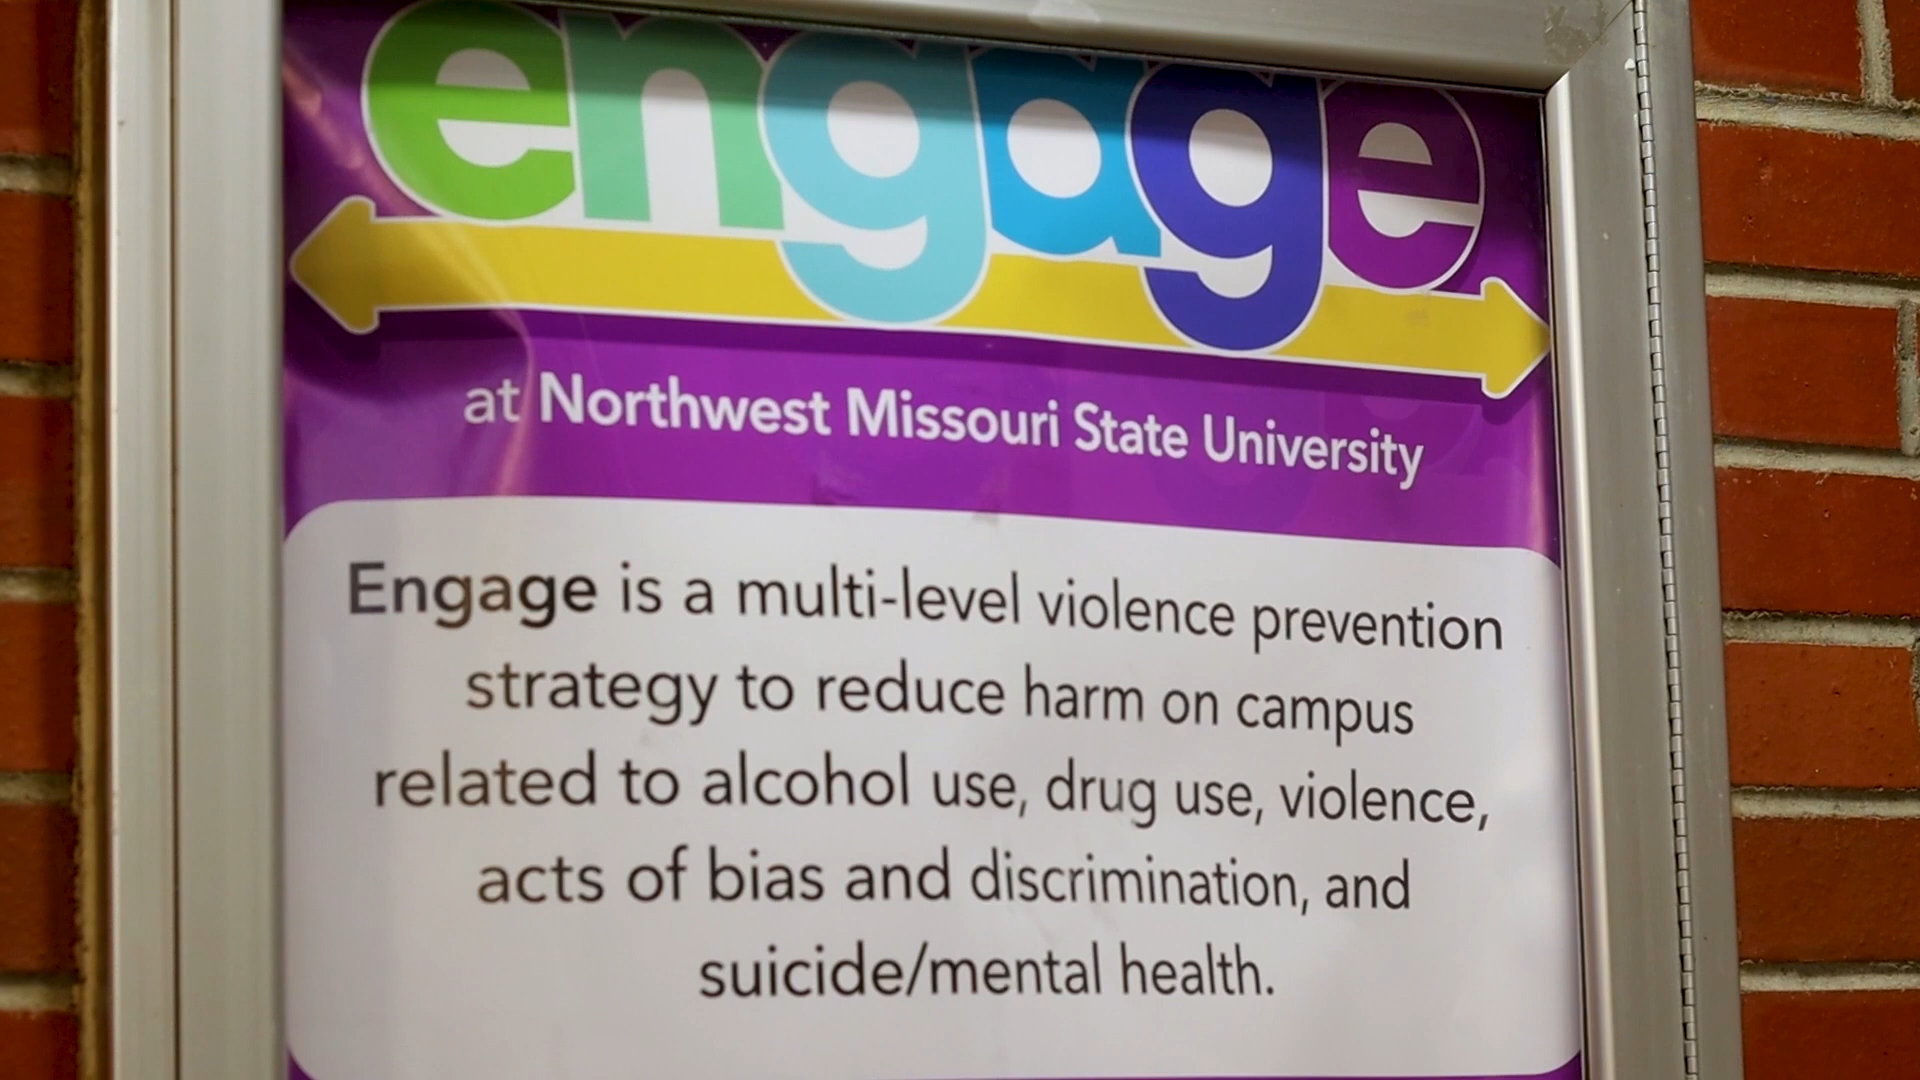 engage
at Northwest Missouri State University
Engage is a multi-level violence prevention
strategy to reduce harm on campus
related to alcohol use, drug use, violence,
acts of bias and discrimination, and
suicide/mental health.